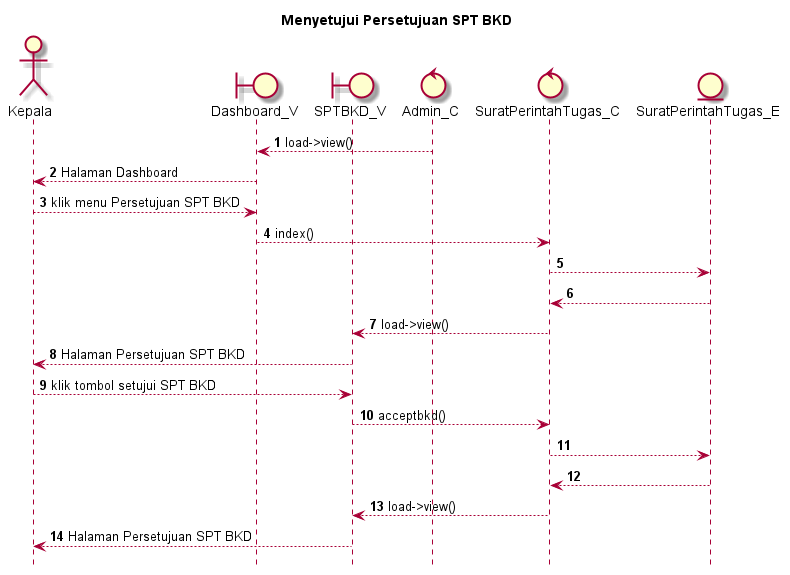 Menyetujui Persetujuan SPT BKD
Kepala
Dashboard_V
SPTBKD_V
Admin_C
SuratPerintahTugas_C
SuratPerintahTugas_E
1 load->view()
2 Halaman Dashboard
3 klik menu Persetujuan SPT BKD
4 index()
5
6
7 load->view()
8 Halaman Persetujuan SPT BKD
9 klik tombol setujui SPT BKD
10 acceptbkd()
11
12
13 load->view()
14 Halaman Persetujuan SPT BKD